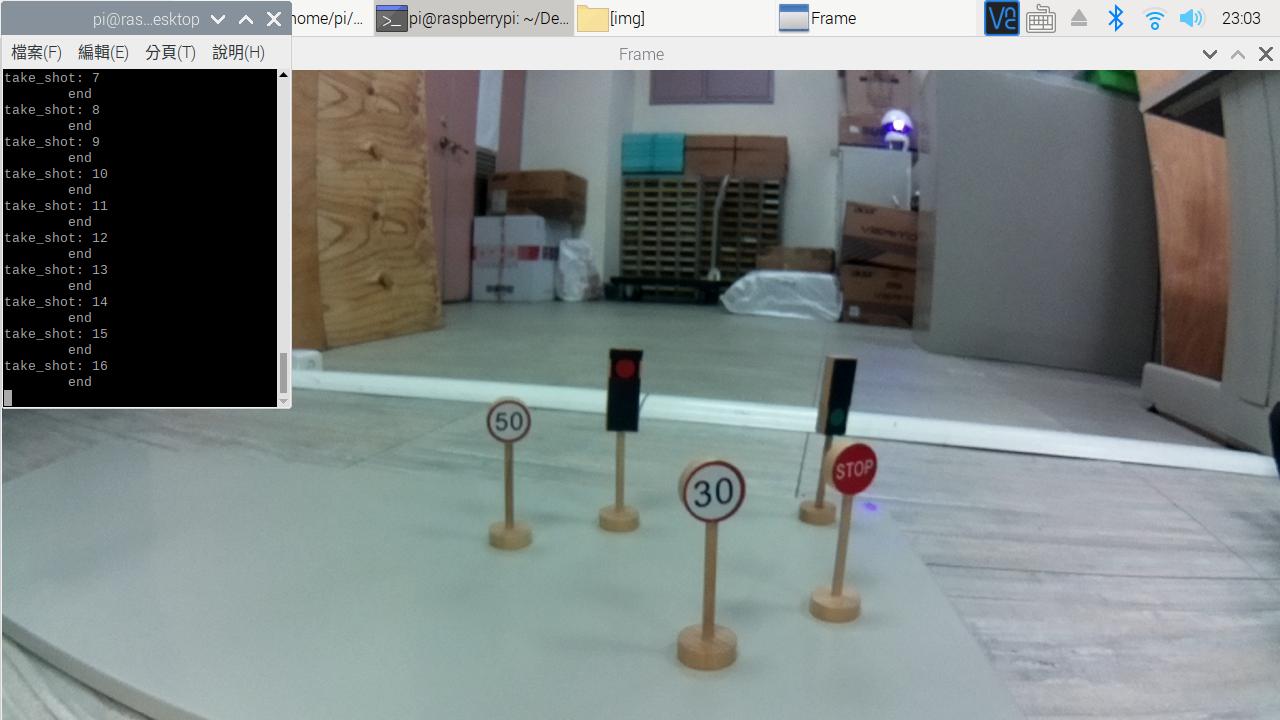 pi@ras...esktop
home/pi/...
pi@raspberrypi: ~/De...
[img]
Frame
23:03
檔案(F) 編輯(E) 分頁(T) 說明(H)
Frame
take_shot: 7
end
take_shot: 8
end
take_shot: 9
end
take_shot: 10
end
take_shot: 11
end
take_shot: 12
end
take_shot: 13
end
take_shot: 14
end
take_shot: 15
end
take_shot: 16
end
acer
50
30
STOP